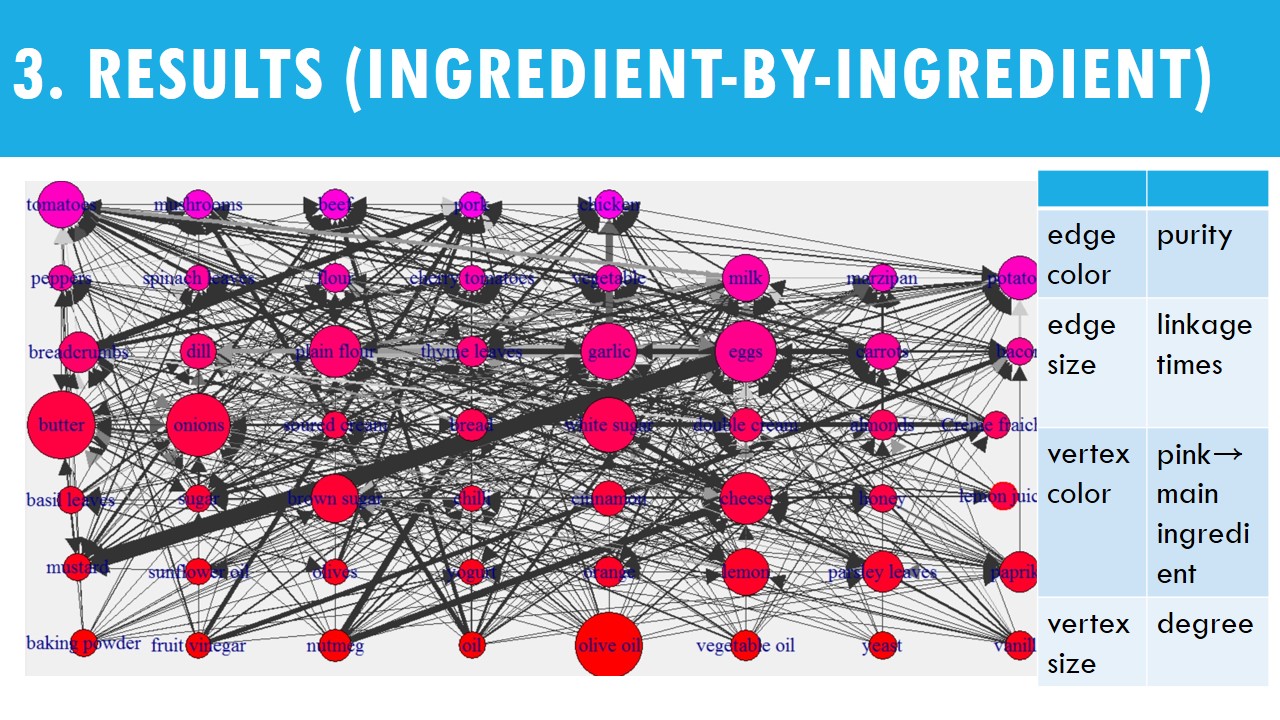 3. RESULTS (INGREDIENT-BY-INGREDIENT)
tomatoes mushrooms beef pork chicken
peppers spinach leaves flour cherry tomatoes vegetable milk marzipan potato
breadcrumbs dill plain flour thyme leaves garlic eggs carrots bacon
butter onions soured cream bread white sugar double cream almonds Crème fraich
basil leaves sugar brown sugar chilli cinnamon cheese honey lemon juic
mustard sunflower oil olives yogurt orange lemon parsley leaves paprik
baking powder fruit vinegar nutmeg oil olive oil vegetable oil yeast vanill
edge
color
purity
edge
size
linkage
times
vertex
color
pink→
main
ingredi
ent
vertex
size
degree